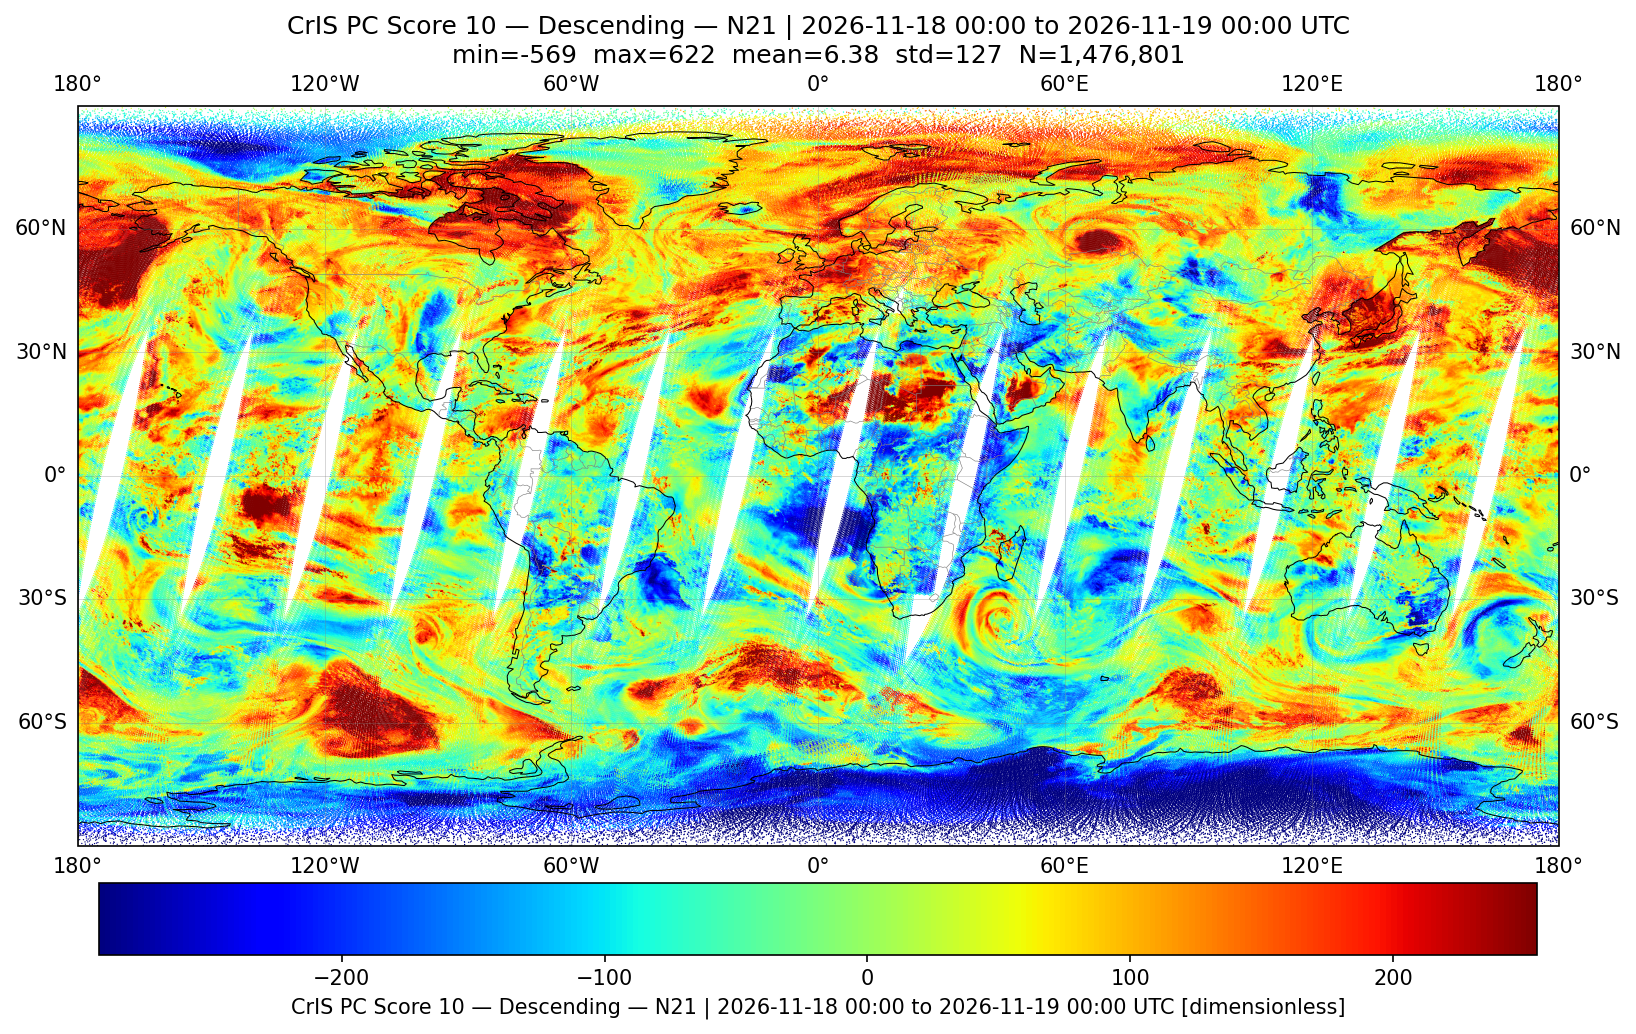 CrIS PC Score 10 — Descending — N21 | 2026-11-18 00:00 to 2026-11-19 00:00 UTC
min=-569  max=622  mean=6.38  std=127  N=1,476,801
180° 120°W 60°W 0° 60°E 120°E 180°
60°N 60°N
30°N 30°N
0° 0°
30°S 30°S
60°S 60°S
180° 120°W 60°W 0° 60°E 120°E 180°
−200 −100 0 100 200
CrIS PC Score 10 — Descending — N21 | 2026-11-18 00:00 to 2026-11-19 00:00 UTC [dimensionless]